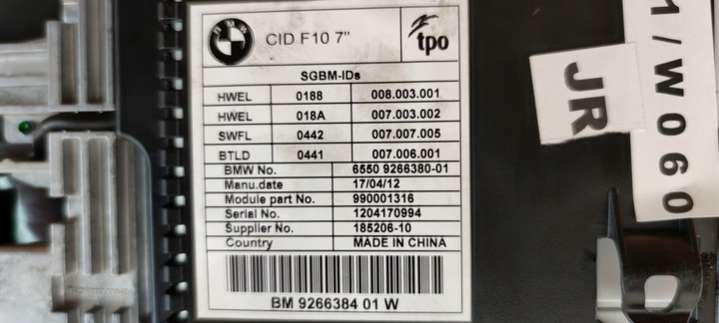 CID F10 7" tpo
SGBM-IDs
HWEL 0188 008.003.001
HWEL 018A 007.003.002
SWFL 0442 007.007.005
BTLD 0441 007.006.001
BMW No. 6550 9266380-01
Manu.date 17/04/12
Module part No. 990001316
Serial No. 1204170994
Supplier No. 185206-10
Country MADE IN CHINA
BM 9266384 01 W
JR
1/W060